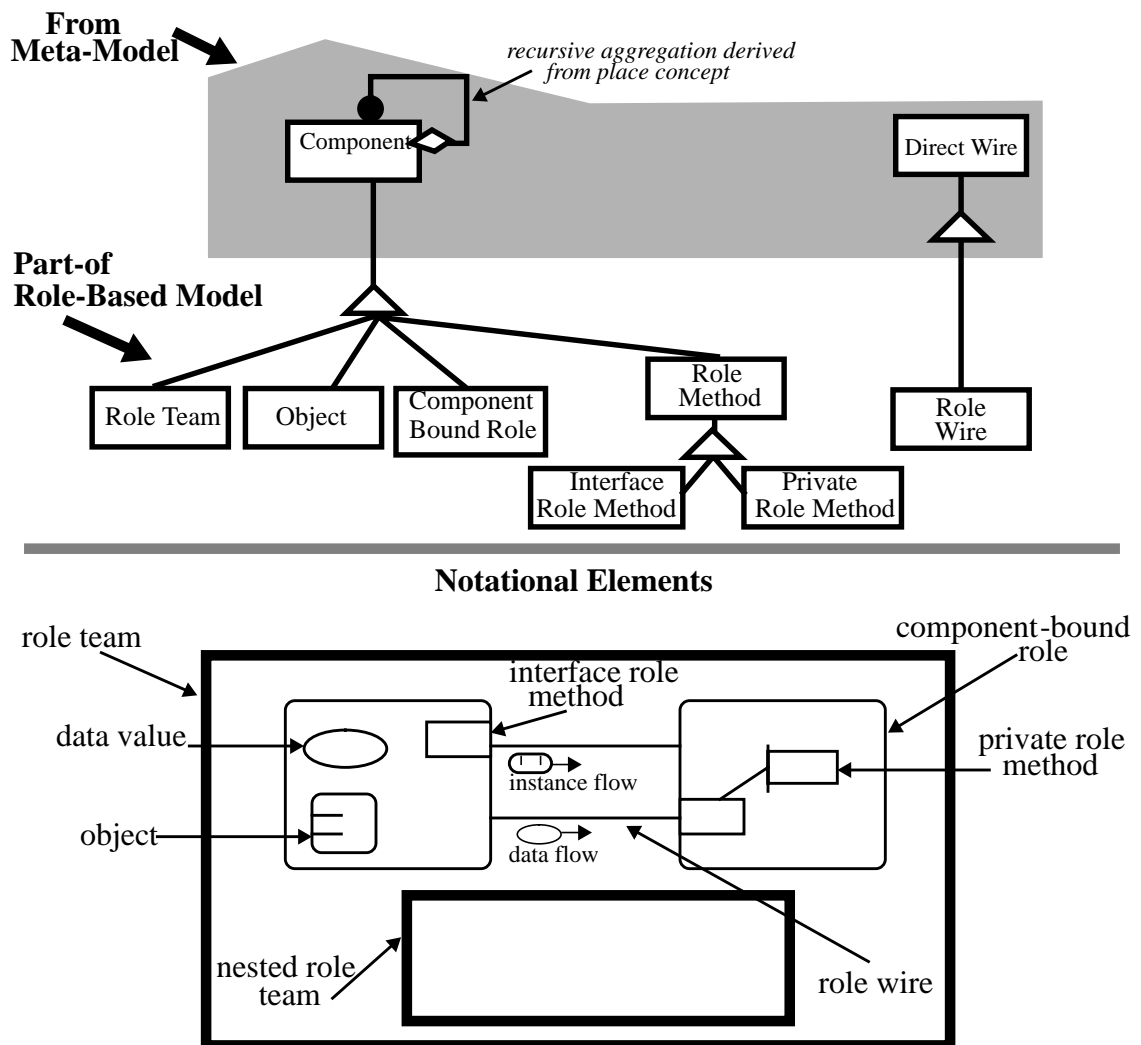 From
Meta-Model
recursive aggregation derived
from place concept
Component
Direct Wire
Part-of
Role-Based Model
Role Team
Object
Component
Bound Role
Role
Method
Role
Wire
Interface
Role Method
Private
Role Method
Notational Elements
role team
component-bound
role
interface role
method
data value
private role
method
instance flow
object
data flow
nested role
team
role wire